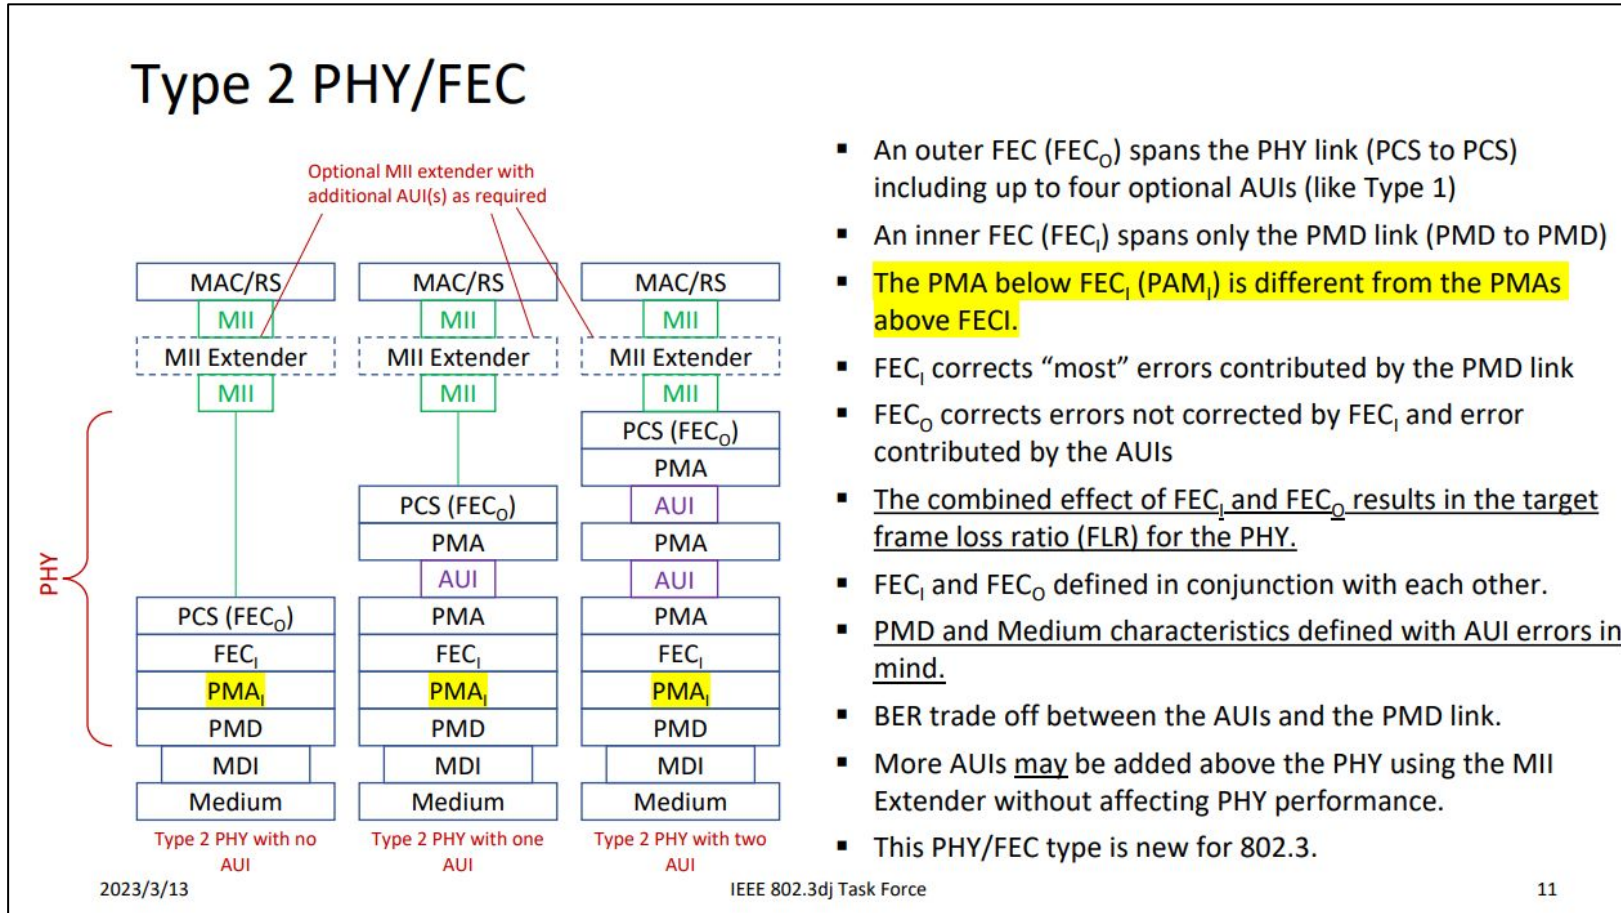 Type 2 PHY/FEC
Optional MII extender with
additional AUI(s) as required
MAC/RS
MII
MII Extender
MII
PCS (FECO)
FECI
PMAI
PMD
MDI
Medium
Type 2 PHY with no
AUI
MAC/RS
MII
MII Extender
MII
PCS (FECO)
PMA
AUI
PMA
FECI
PMAI
PMD
MDI
Medium
Type 2 PHY with one
AUI
MAC/RS
MII
MII Extender
MII
PCS (FECO)
PMA
AUI
PMA
AUI
PMA
FECI
PMAI
PMD
MDI
Medium
Type 2 PHY with two
AUI
PHY
▪ An outer FEC (FECO) spans the PHY link (PCS to PCS)
including up to four optional AUIs (like Type 1)
▪ An inner FEC (FECI) spans only the PMD link (PMD to PMD)
▪ The PMA below FECI (PAMI) is different from the PMAs
above FECI.
▪ FECI corrects “most” errors contributed by the PMD link
▪ FECO corrects errors not corrected by FECI and error
contributed by the AUIs
▪ The combined effect of FECI and FECO results in the target
frame loss ratio (FLR) for the PHY.
▪ FECI and FECO defined in conjunction with each other.
▪ PMD and Medium characteristics defined with AUI errors in
mind.
▪ BER trade off between the AUIs and the PMD link.
▪ More AUIs may be added above the PHY using the MII
Extender without affecting PHY performance.
▪ This PHY/FEC type is new for 802.3.
2023/3/13
IEEE 802.3dj Task Force
11